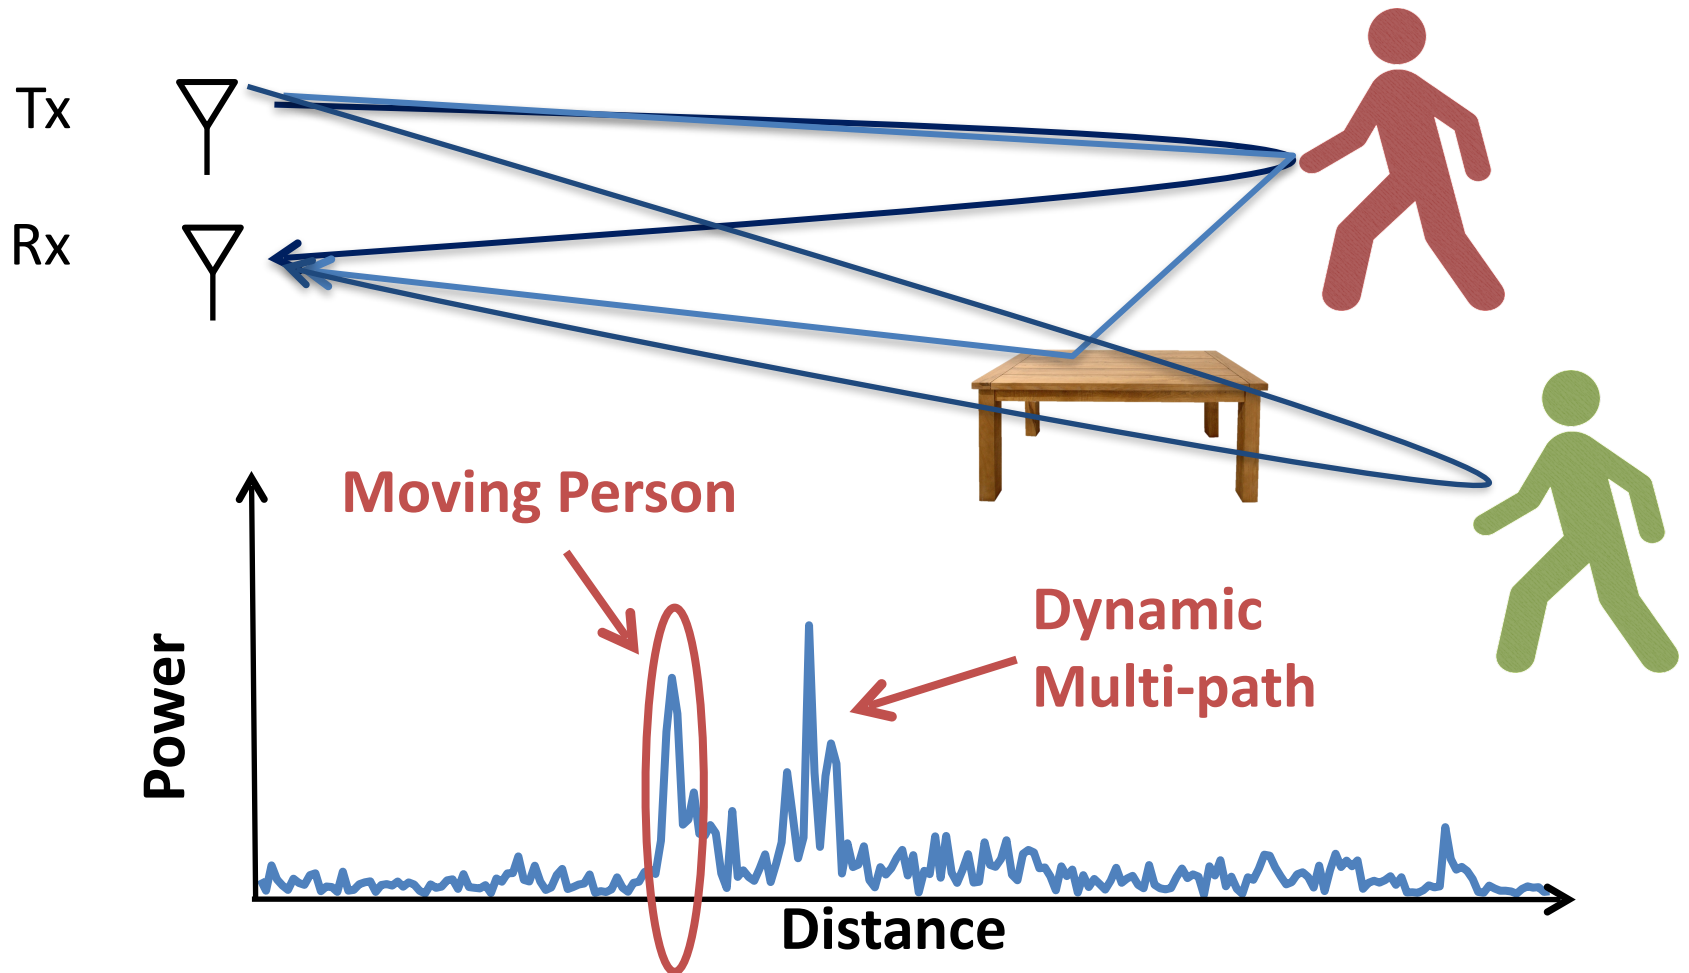 Tx
Rx
Moving Person
Dynamic
Multi-path
Power
Distance